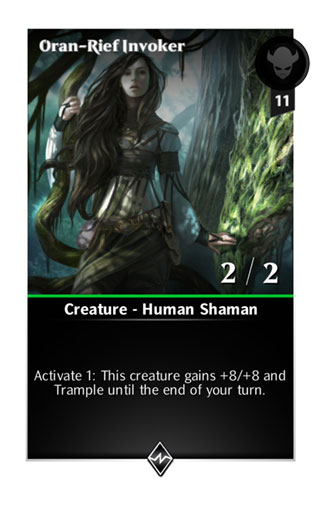 Oran-Rief Invoker
11
2/2
Creature - Human Shaman
Activate 1: This creature gains +8/+8 and
Trample until the end of your turn.